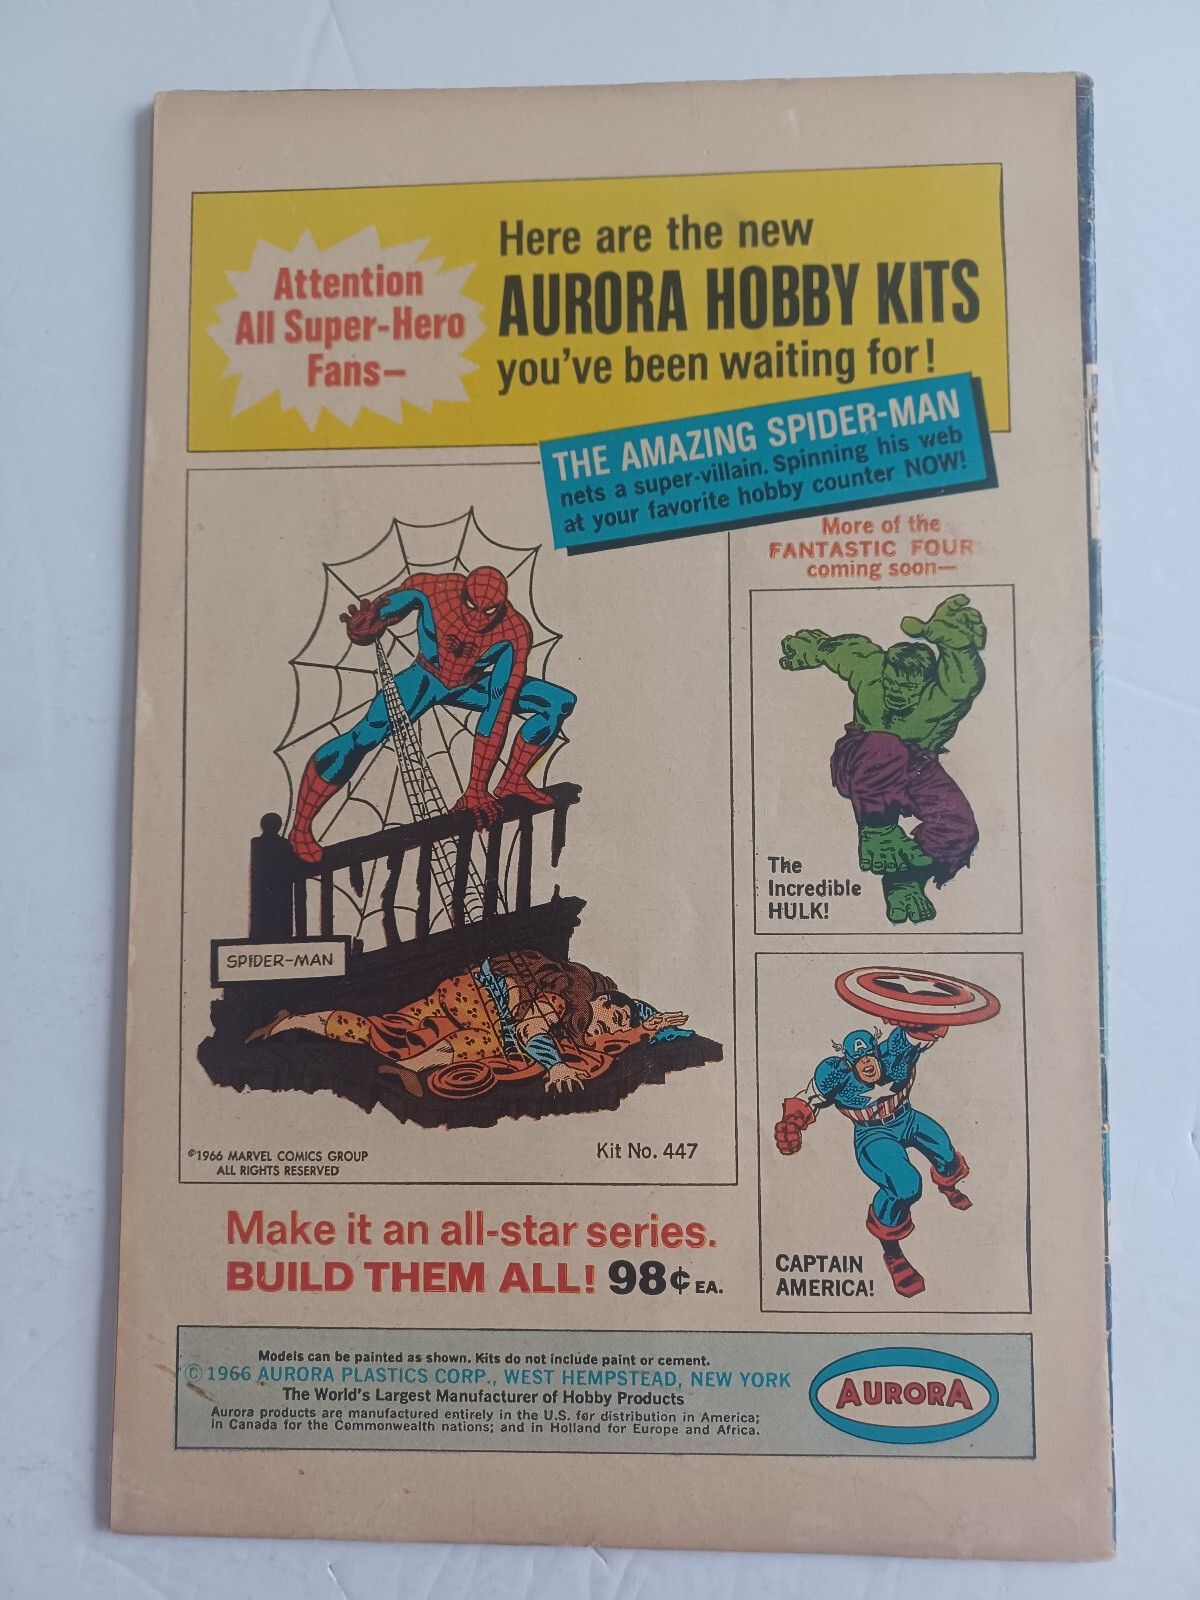 Attention
All Super-Hero
Fans—
Here are the new
AURORA HOBBY KITS
you've been waiting for!
THE AMAZING SPIDER-MAN
nets a super-villain. Spinning his web
at your favorite hobby counter NOW!
More of the
FANTASTIC FOUR
coming soon—
The
Incredible
HULK!
SPIDER-MAN
©1966 MARVEL COMICS GROUP
ALL RIGHTS RESERVED
Kit No. 447
A
CAPTAIN
AMERICA!
Make it an all-star series.
BUILD THEM ALL! 98¢ EA.
Models can be painted as shown. Kits do not include paint or cement.
© 1966 AURORA PLASTICS CORP., WEST HEMPSTEAD, NEW YORK
The World's Largest Manufacturer of Hobby Products
Aurora products are manufactured entirely in the U.S. for distribution in America;
in Canada for the Commonwealth nations; and in Holland for Europe and Africa.
AURORA